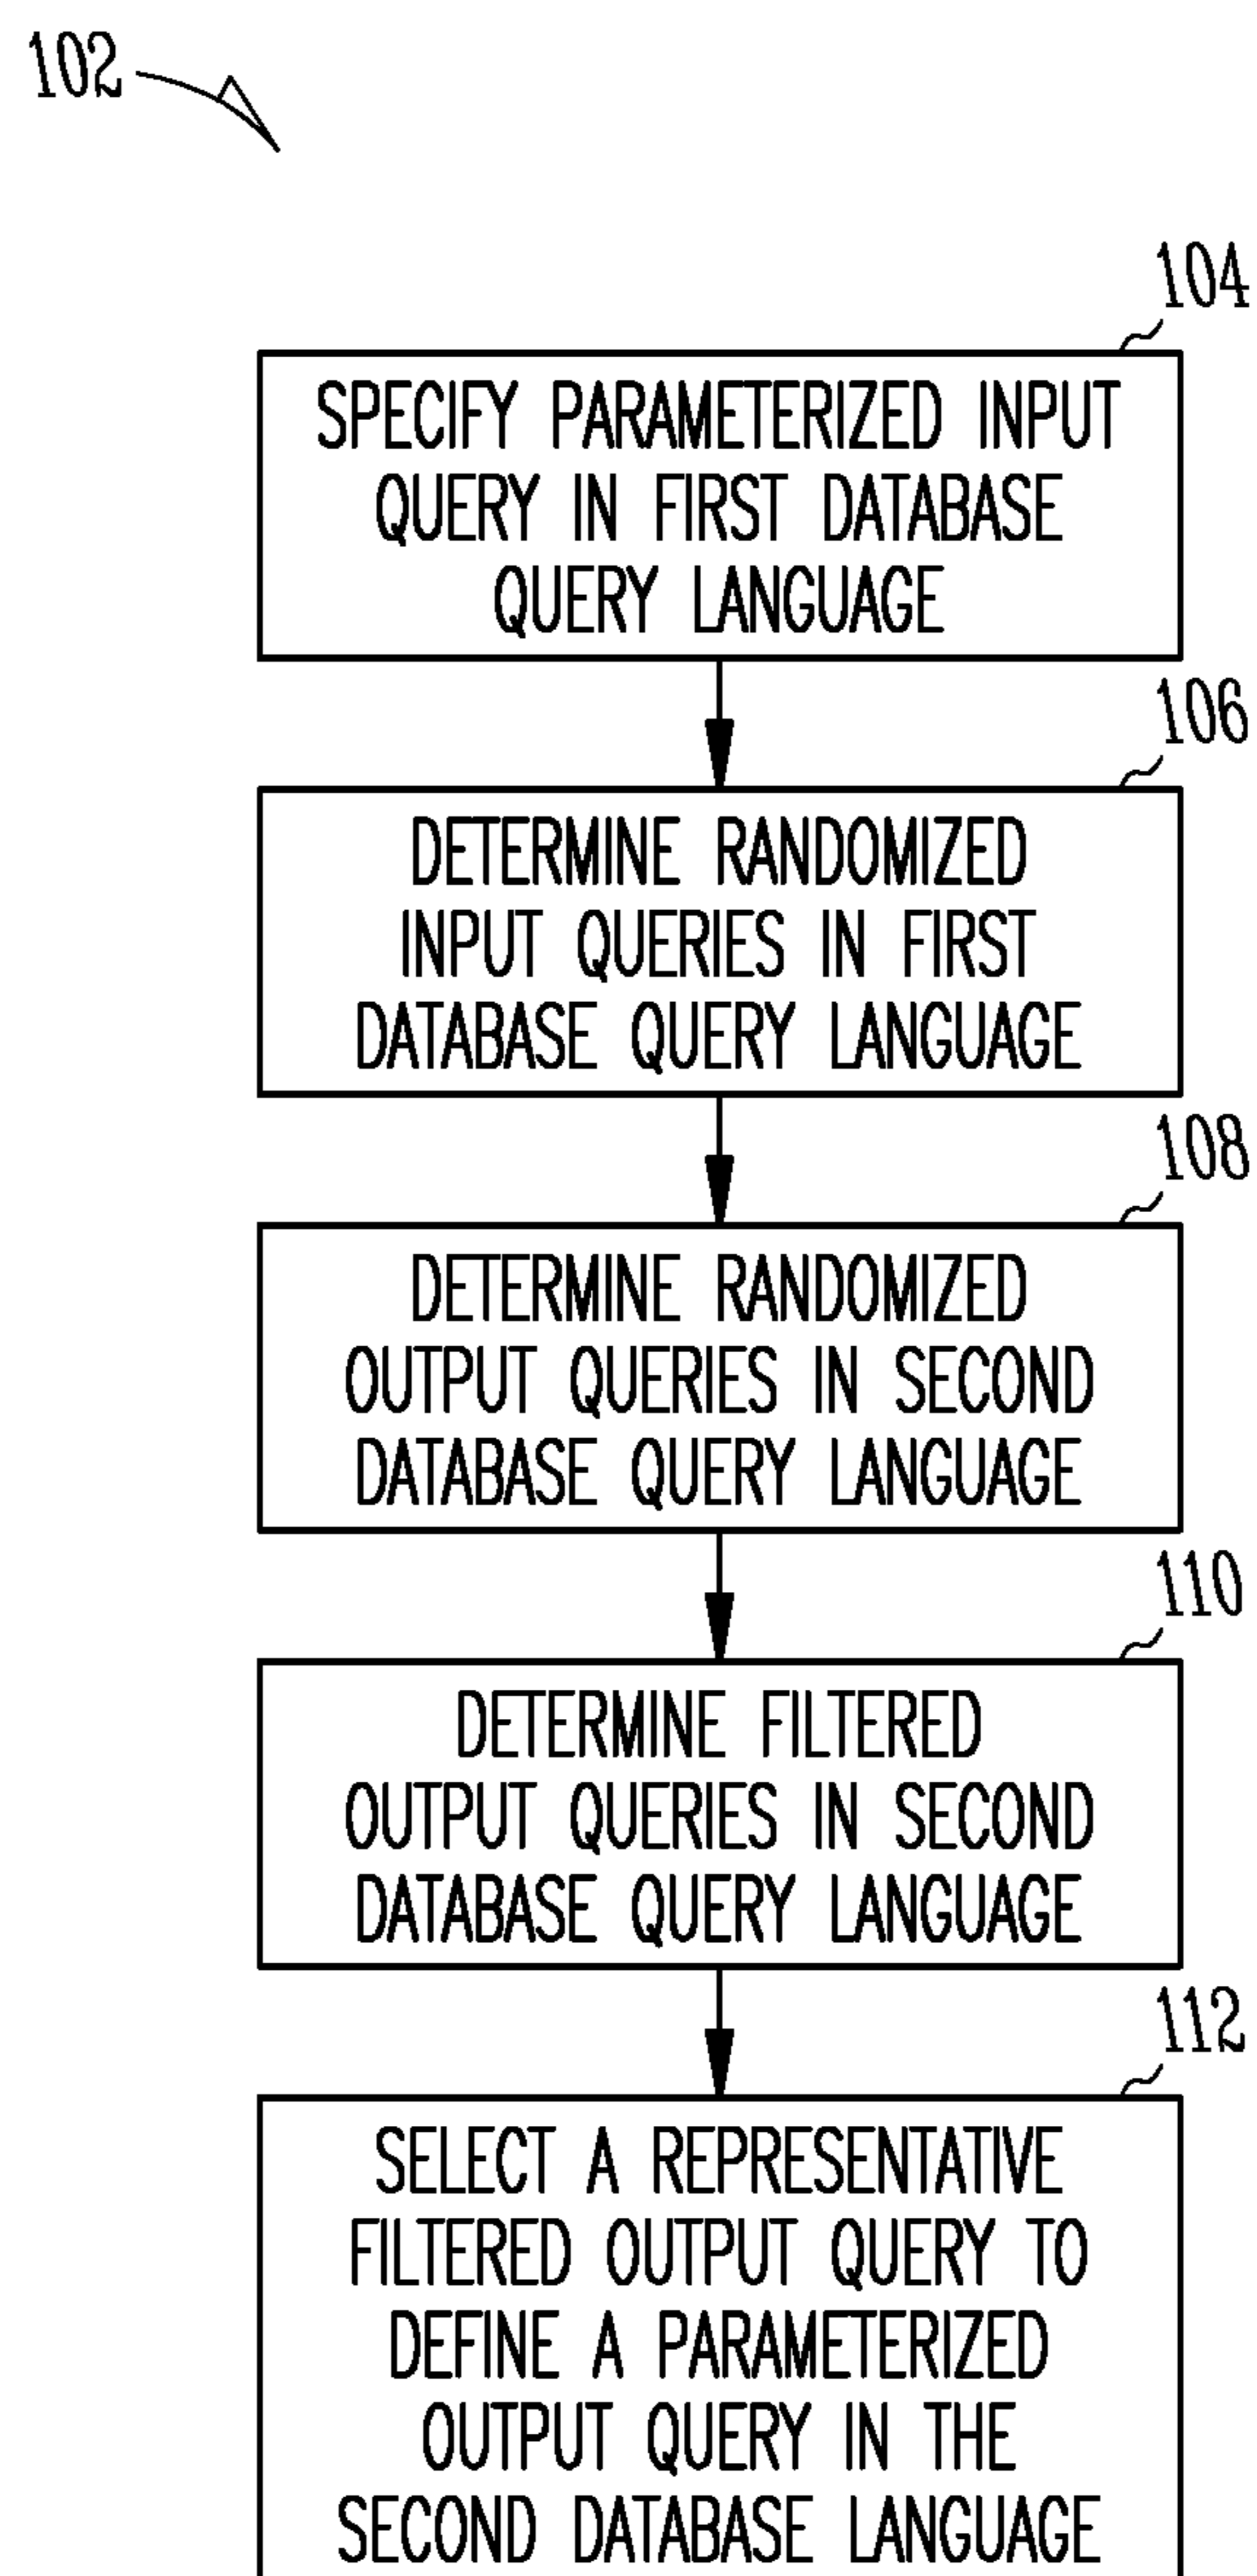 102
104
SPECIFY PARAMETERIZED INPUT
QUERY IN FIRST DATABASE
QUERY LANGUAGE
106
DETERMINE RANDOMIZED
INPUT QUERIES IN FIRST
DATABASE QUERY LANGUAGE
108
DETERMINE RANDOMIZED
OUTPUT QUERIES IN SECOND
DATABASE QUERY LANGUAGE
110
DETERMINE FILTERED
OUTPUT QUERIES IN SECOND
DATABASE QUERY LANGUAGE
112
SELECT A REPRESENTATIVE
FILTERED OUTPUT QUERY TO
DEFINE A PARAMETERIZED
OUTPUT QUERY IN THE
SECOND DATABASE LANGUAGE